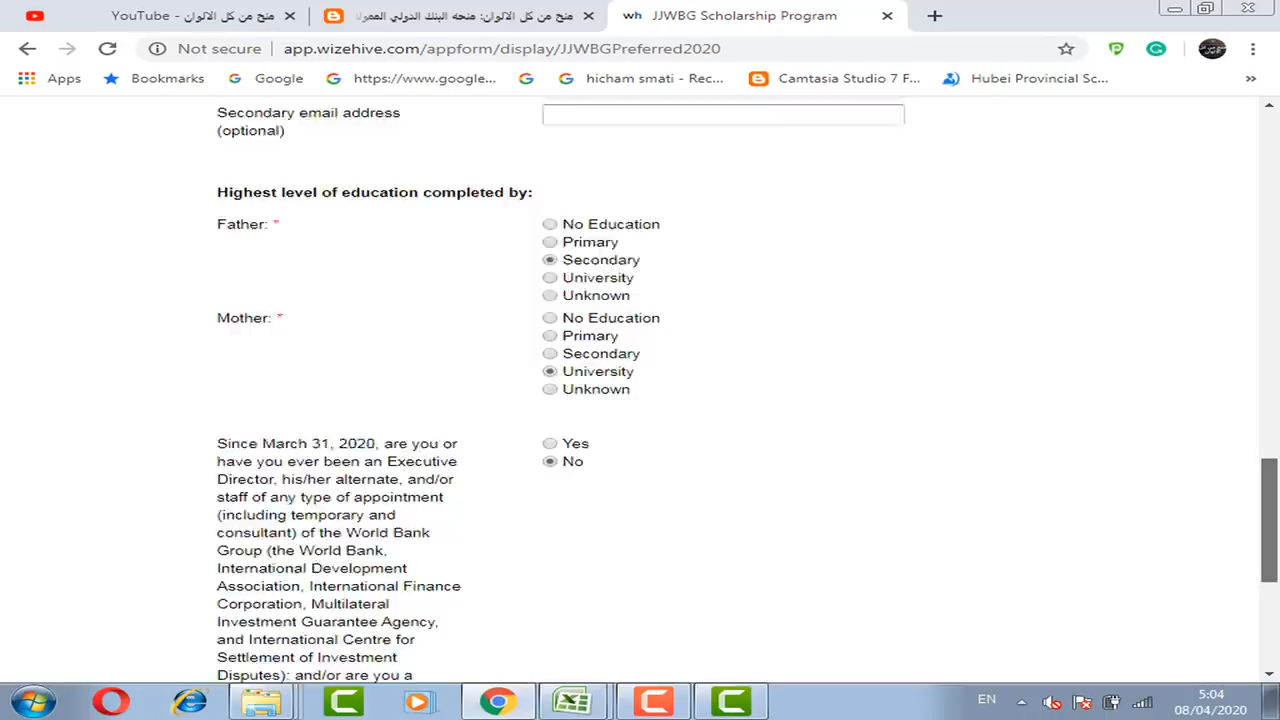 YouTube - منح من كل الالوان
منح من كل الالوان: منحه البنك الدولي
JJWBG Scholarship Program
Not secure
app.wizehive.com/appform/display/JJWBGPreferred2020
Apps
Bookmarks
Google
https://www.google...
hicham smati - Rec...
Camtasia Studio 7 F...
Hubei Provincial Sc...
Secondary email address
(optional)
Highest level of education completed by:
Father: *
No Education
Primary
Secondary
University
Unknown
Mother: *
No Education
Primary
Secondary
University
Unknown
Since March 31, 2020, are you or
have you ever been an Executive
Director, his/her alternate, and/or
staff of any type of appointment
(including temporary and
consultant) of the World Bank
Group (the World Bank,
International Development
Association, International Finance
Corporation, Multilateral
Investment Guarantee Agency,
and International Centre for
Settlement of Investment
Disputes): and/or are you a
Yes
No
EN
5:04
08/04/2020